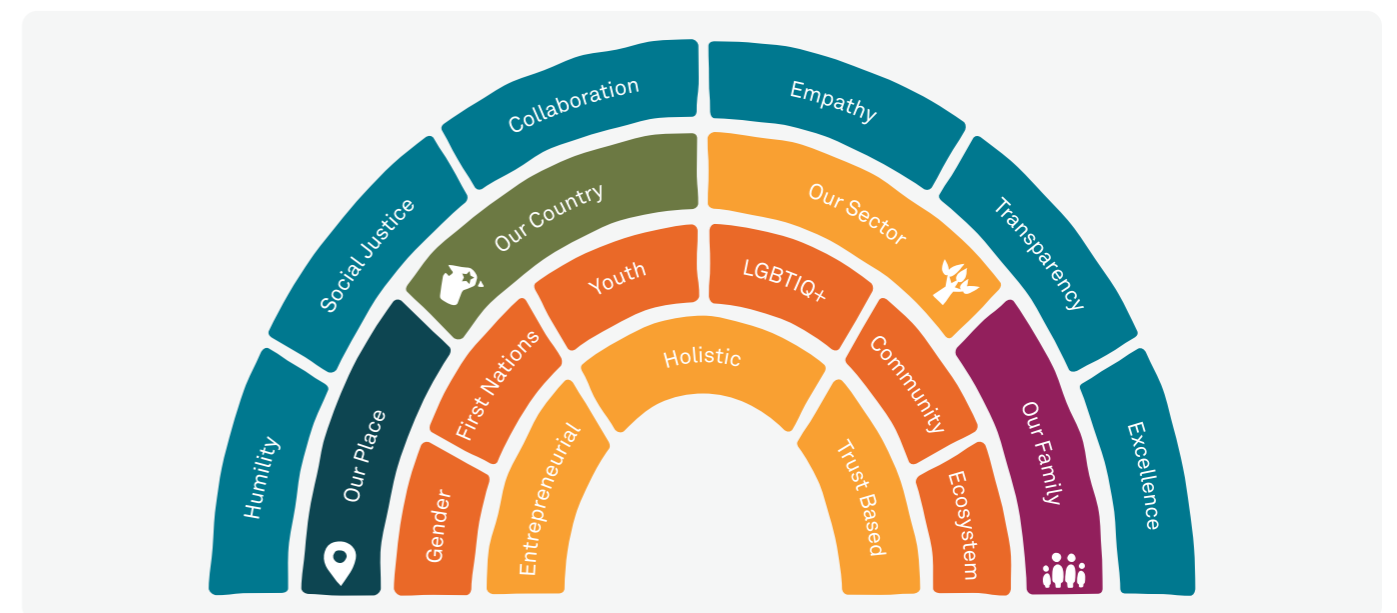 Humility
Social Justice
Collaboration
Empathy
Transparency
Excellence
Our Place
Our Country
Our Sector
Our Family
Gender
First Nations
Youth
LGBTIQ+
Community
Ecosystem
Entrepreneurial
Holistic
Trust Based